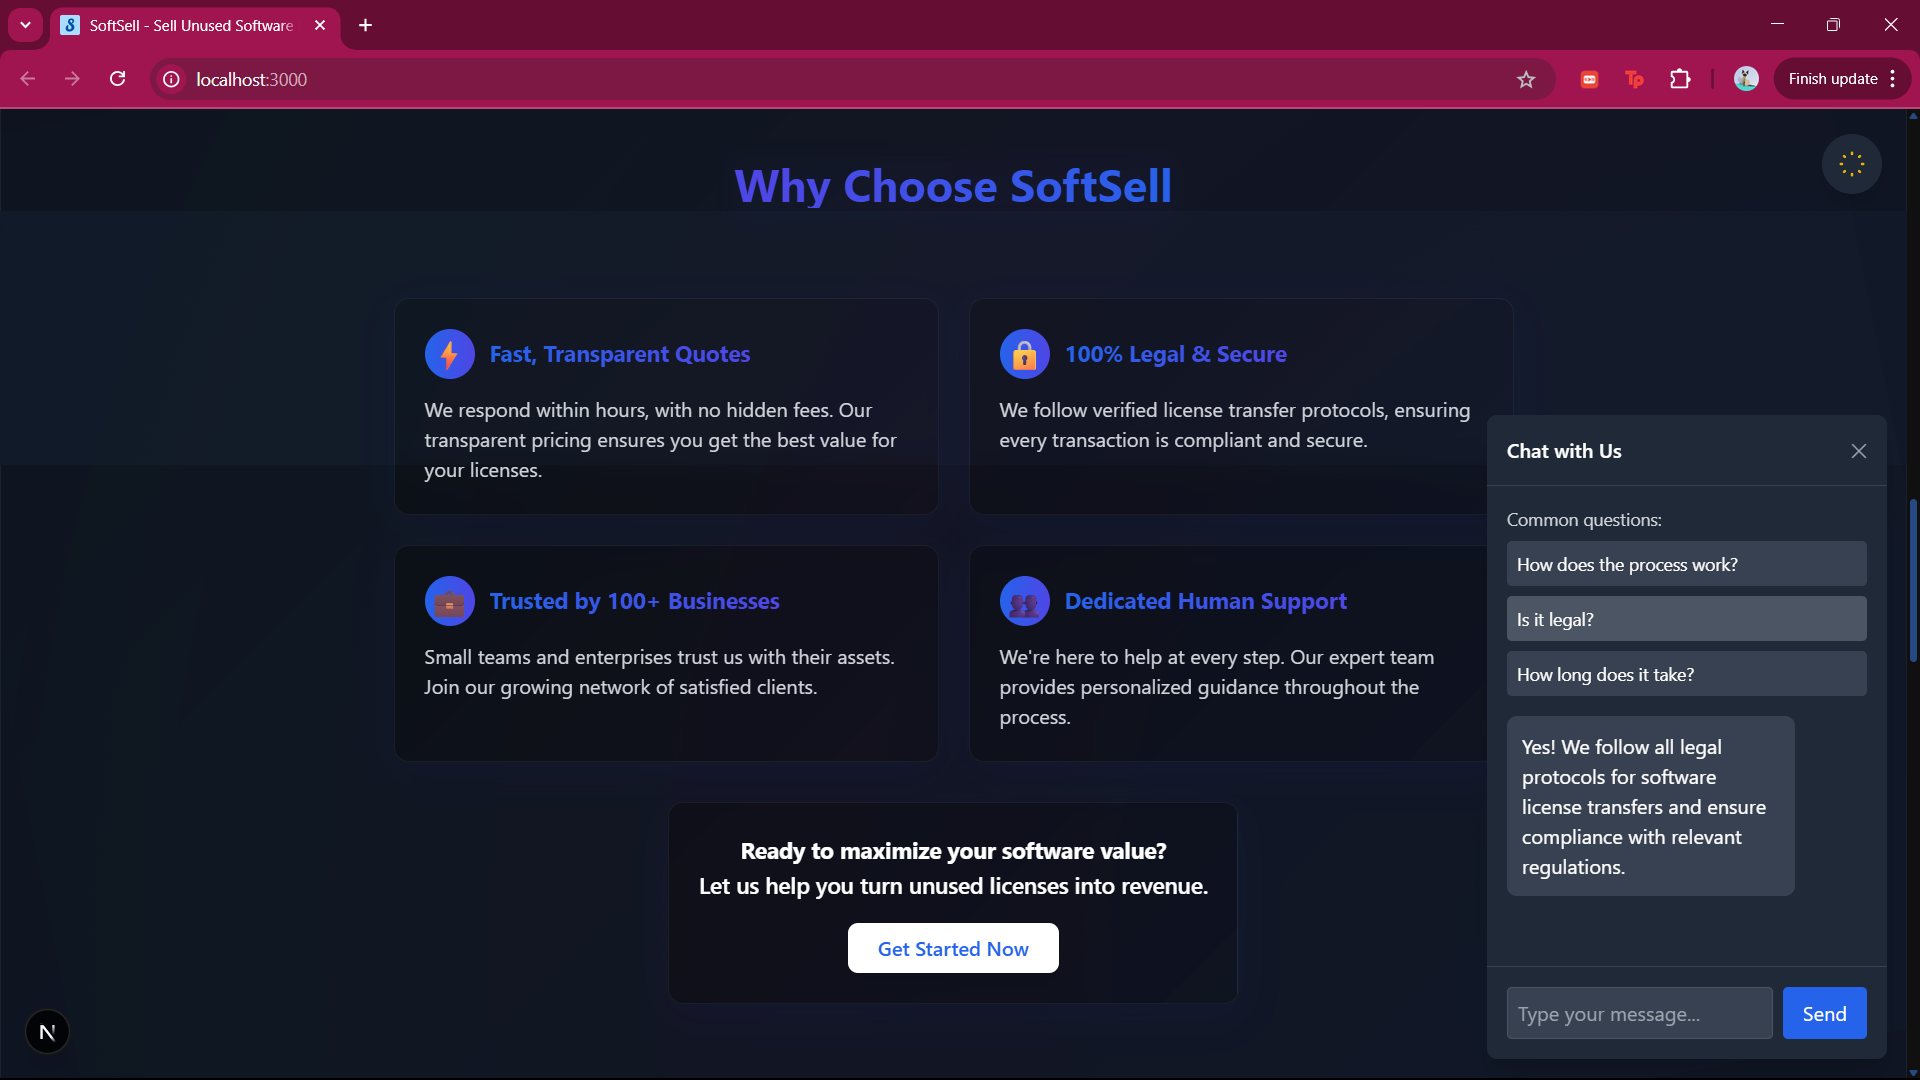 SoftSell - Sell Unused Software
localhost:3000
Finish update
Why Choose SoftSell
Fast, Transparent Quotes
We respond within hours, with no hidden fees. Our
transparent pricing ensures you get the best value for
your licenses.
100% Legal & Secure
We follow verified license transfer protocols, ensuring
every transaction is compliant and secure.
Trusted by 100+ Businesses
Small teams and enterprises trust us with their assets.
Join our growing network of satisfied clients.
Dedicated Human Support
We're here to help at every step. Our expert team
provides personalized guidance throughout the
process.
Ready to maximize your software value?
Let us help you turn unused licenses into revenue.
Get Started Now
Chat with Us
Common questions:
How does the process work?
Is it legal?
How long does it take?
Yes! We follow all legal
protocols for software
license transfers and ensure
compliance with relevant
regulations.
Type your message...
Send
N